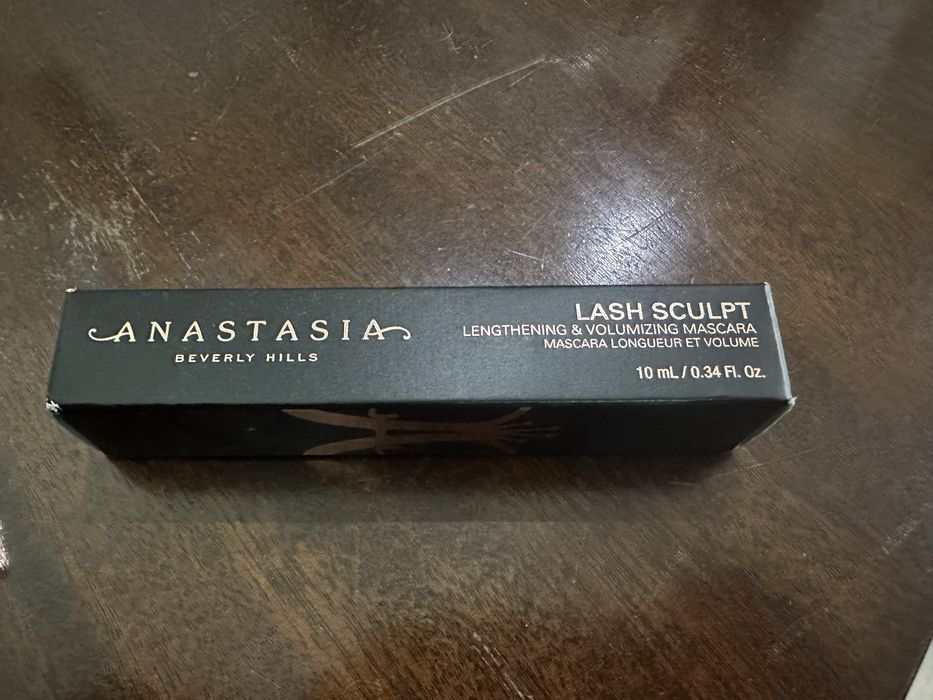 ANASTASIA
BEVERLY HILLS
LASH SCULPT
LENGTHENING & VOLUMIZING MASCARA
MASCARA LONGUEUR ET VOLUME
10 mL / 0.34 Fl. Oz.